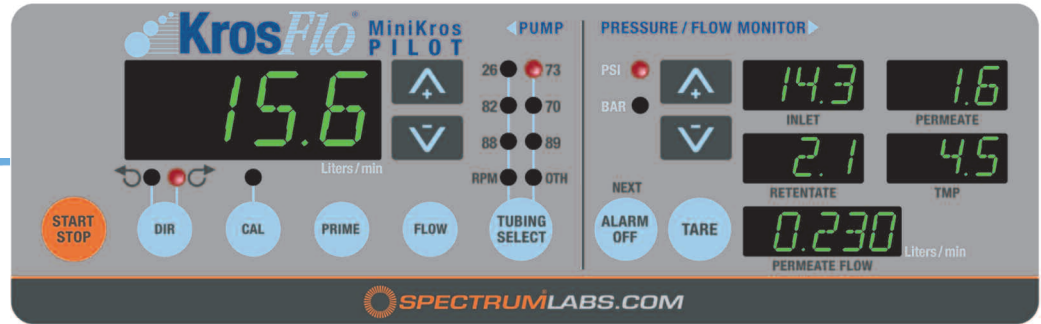 KrosFlo MiniKros
PILOT
◀PUMP
15.6
Liters/min
+
-
26 73
82 70
88 89
RPM OTH
START
STOP
DIR
CAL
PRIME
FLOW
TUBING
SELECT
PRESSURE / FLOW MONITOR▶
PSI
BAR
+
-
14.3
INLET
1.6
PERMEATE
2.1
RETENTATE
4.5
TMP
NEXT
ALARM
OFF
TARE
0.230
Liters/min
PERMEATE FLOW
SPECTRUMLABS.COM